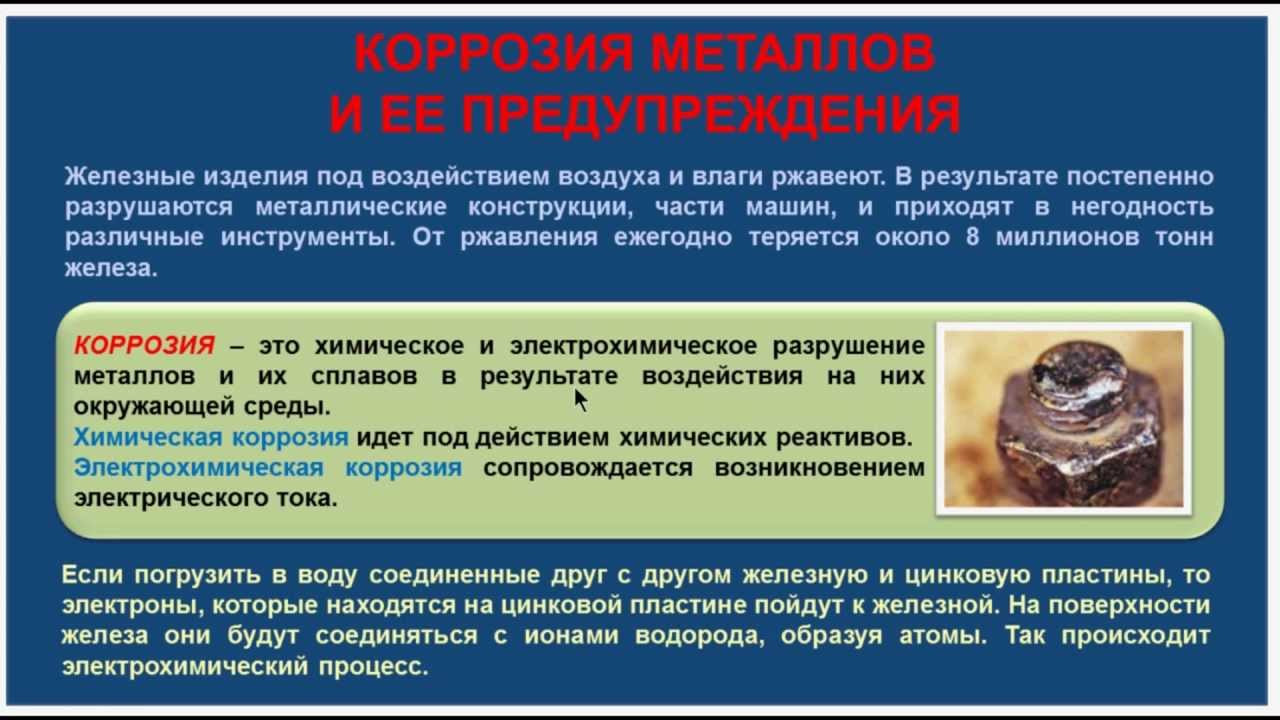 КОРРОЗИЯ МЕТАЛЛОВ
И ЕЕ ПРЕДУПРЕЖДЕНИЯ
Железные изделия под воздействием воздуха и влаги ржавеют. В результате постепенно
разрушаются металлические конструкции, части машин, и приходят в негодность
различные инструменты. От ржавления ежегодно теряется около 8 миллионов тонн
железа.
КОРРОЗИЯ – это химическое и электрохимическое разрушение
металлов и их сплавов в результате воздействия на них
окружающей среды.
Химическая коррозия идет под действием химических реактивов.
Электрохимическая коррозия сопровождается возникновением
электрического тока.
Если погрузить в воду соединенные друг с другом железную и цинковую пластины, то
электроны, которые находятся на цинковой пластине пойдут к железной. На поверхности
железа они будут соединяться с ионами водорода, образуя атомы. Так происходит
электрохимический процесс.